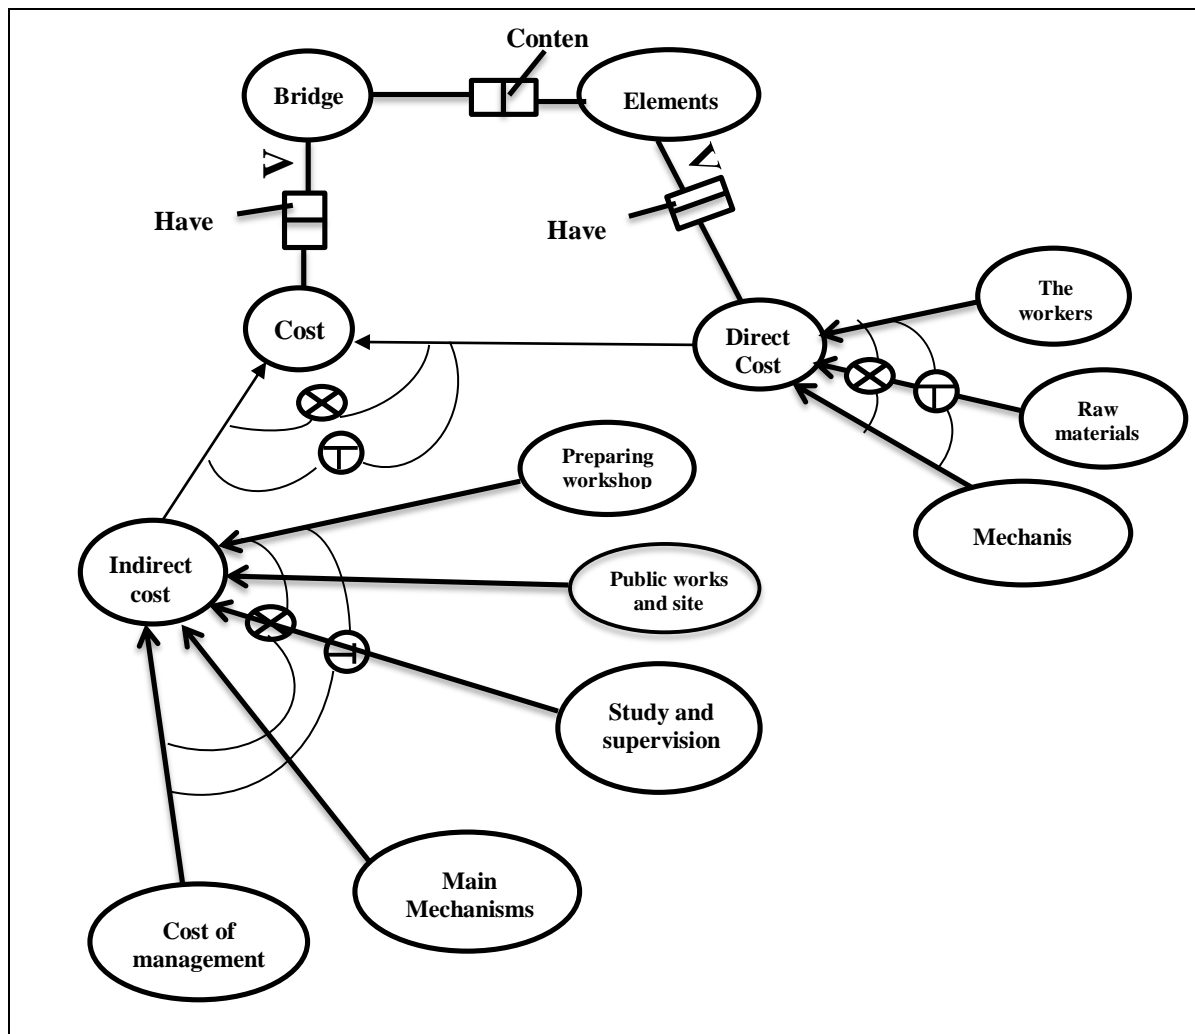 Conten
Bridge
Elements
V
V
Have
Have
The
workers
Cost
Direct
Cost
Raw
materials
Preparing
workshop
T
T
Mechanis
Indirect
cost
Public works
and site
T
Study and
supervision
Main
Mechanisms
Cost of
management